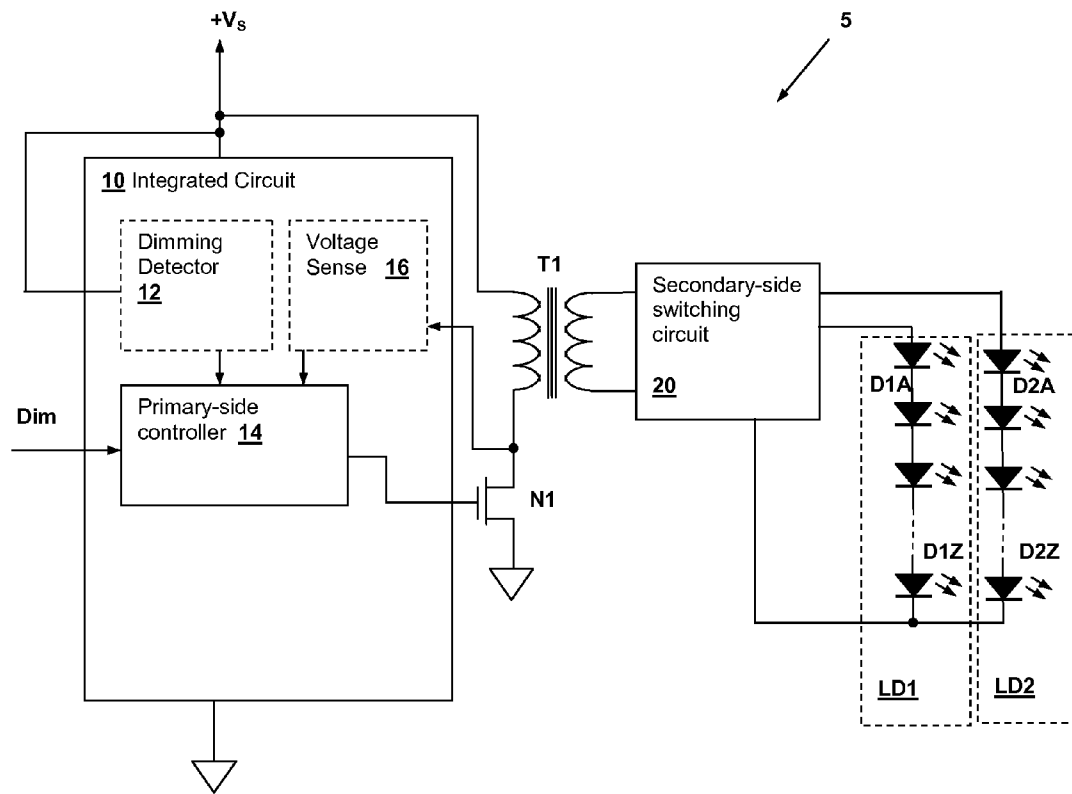 +VS
5
10 Integrated Circuit
Dimming
Detector
12
Voltage
Sense 16
T1
Secondary-side
switching
circuit
20
Dim
Primary-side
controller 14
N1
D1A
D2A
D1Z
D2Z
LD1
LD2